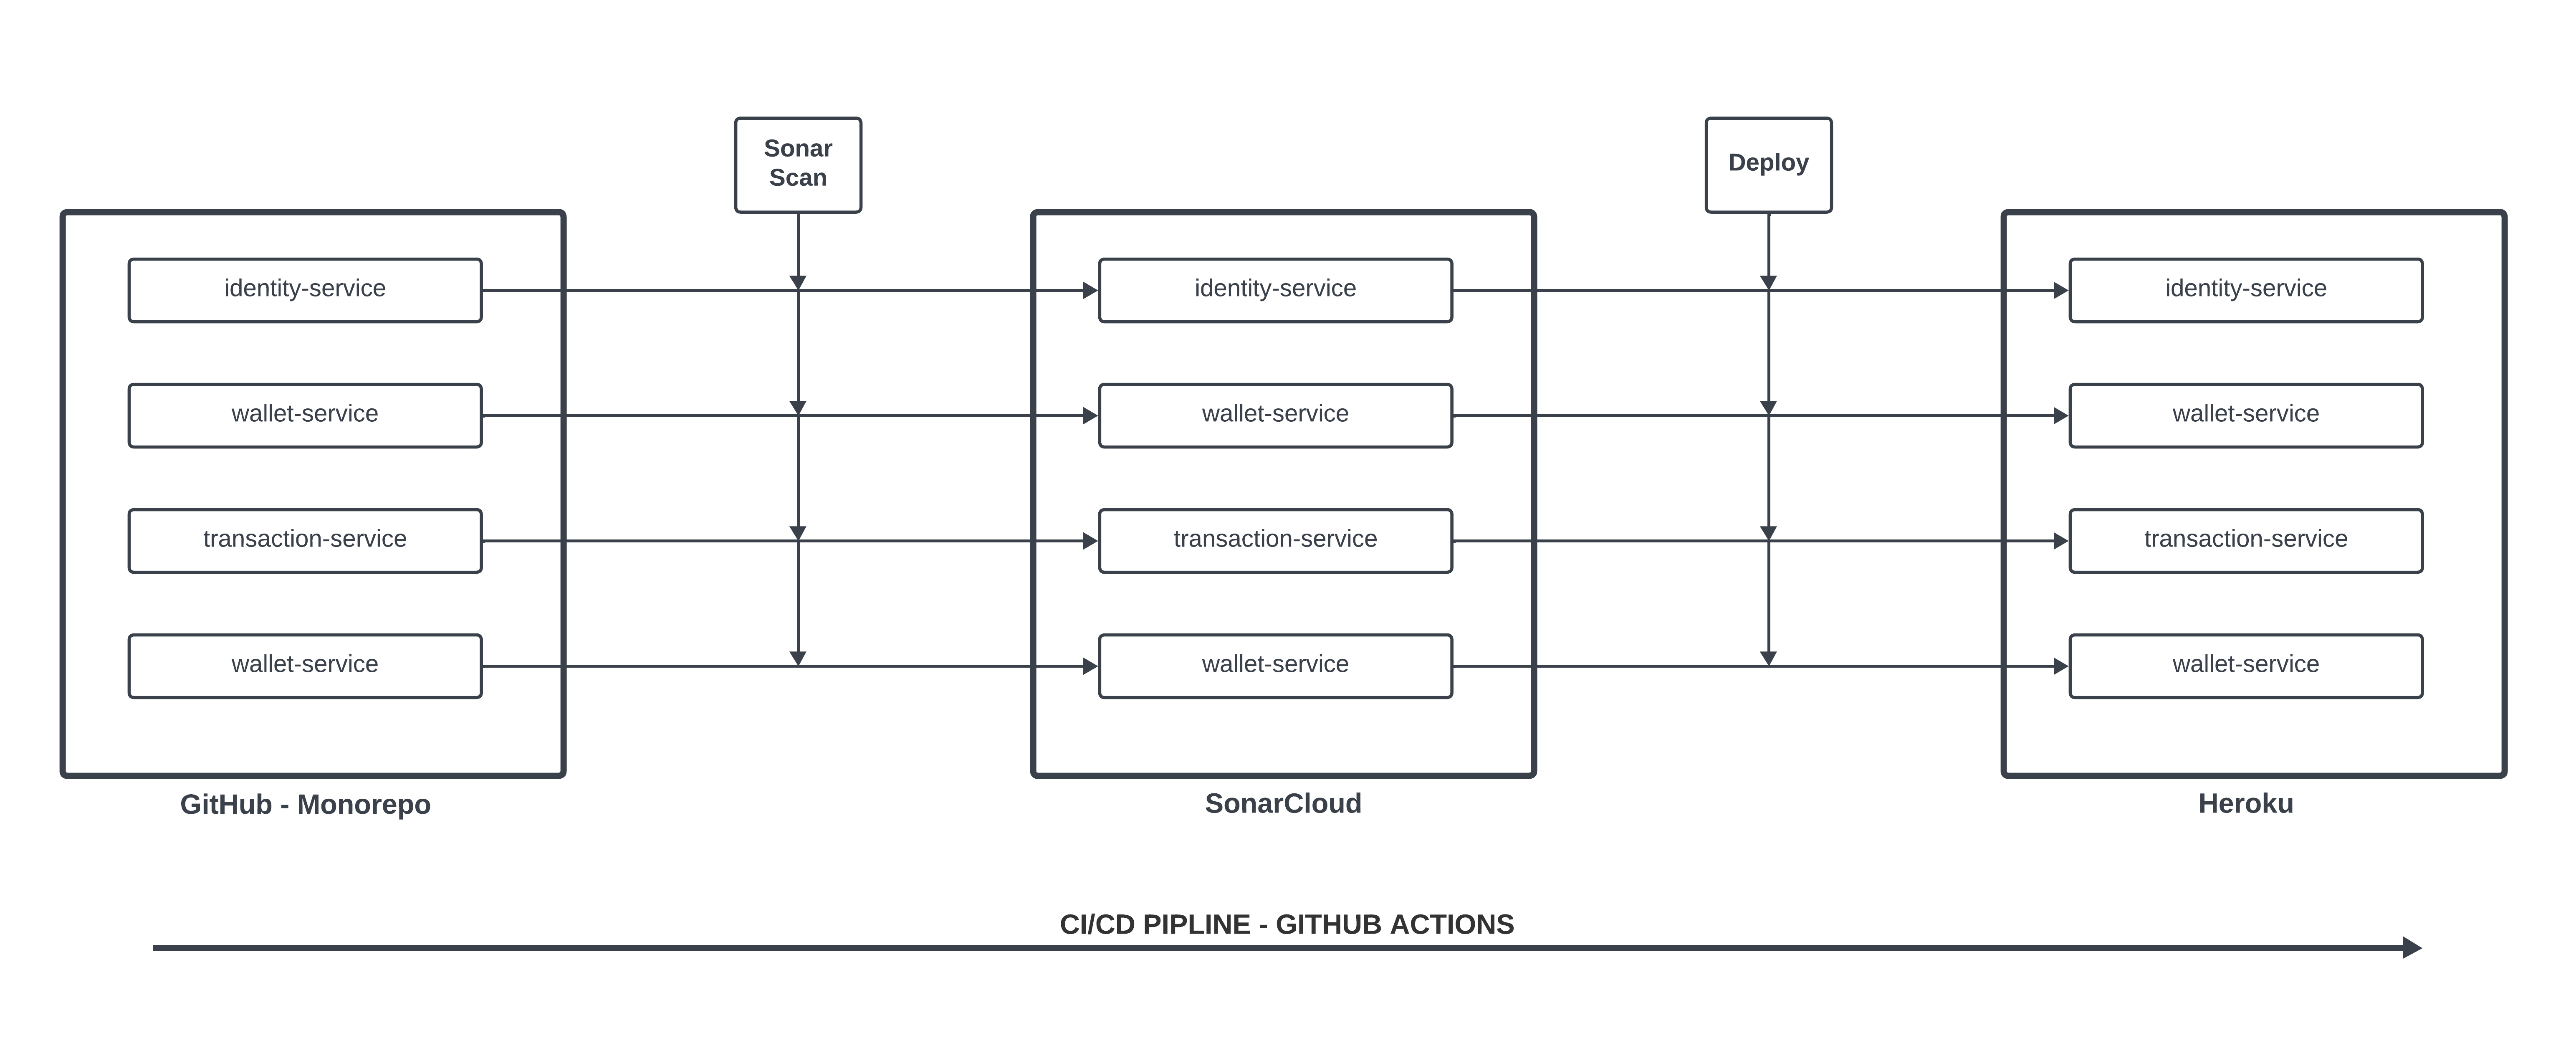 Sonar
Scan
Deploy
identity-service
identity-service
identity-service
wallet-service
wallet-service
wallet-service
transaction-service
transaction-service
transaction-service
wallet-service
wallet-service
wallet-service
GitHub - Monorepo
SonarCloud
Heroku
CI/CD PIPLINE - GITHUB ACTIONS